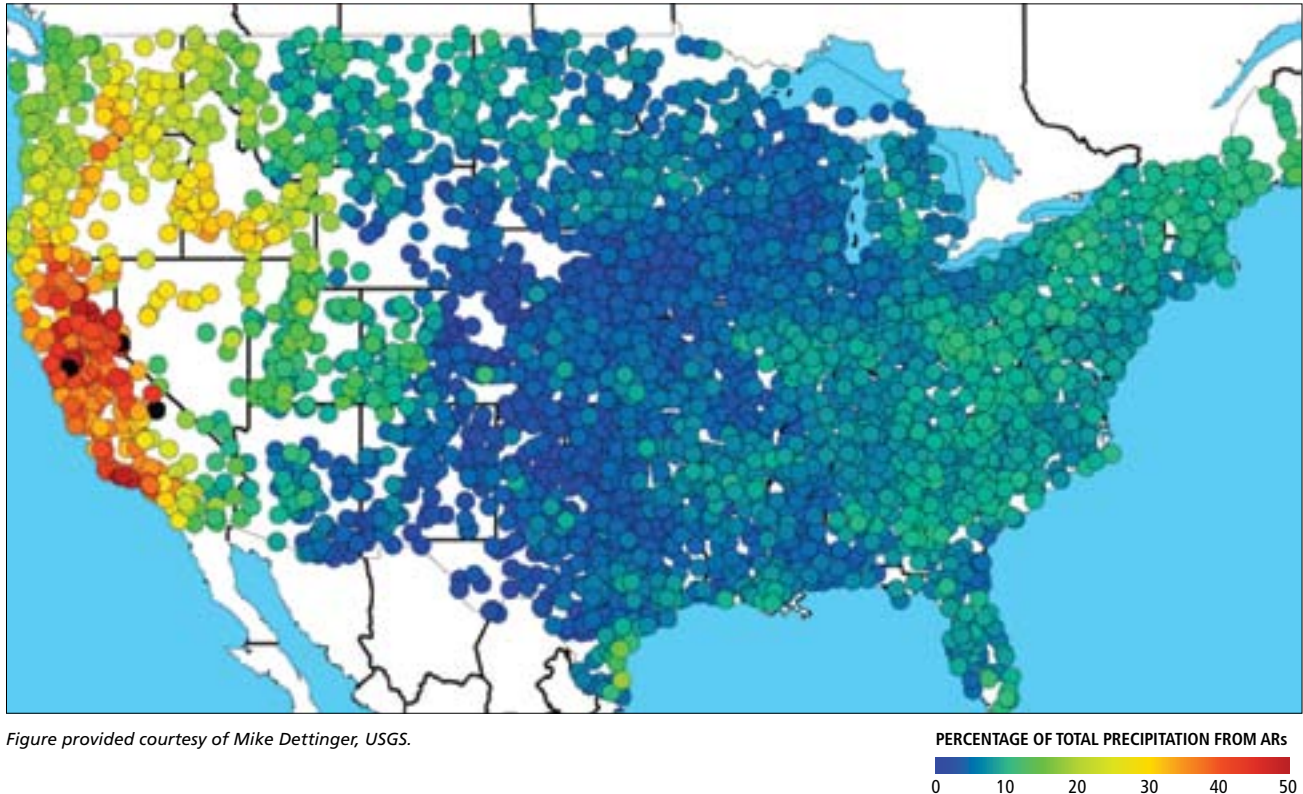 Figure provided courtesy of Mike Dettinger, USGS.
PERCENTAGE OF TOTAL PRECIPITATION FROM ARs
0 10 20 30 40 50